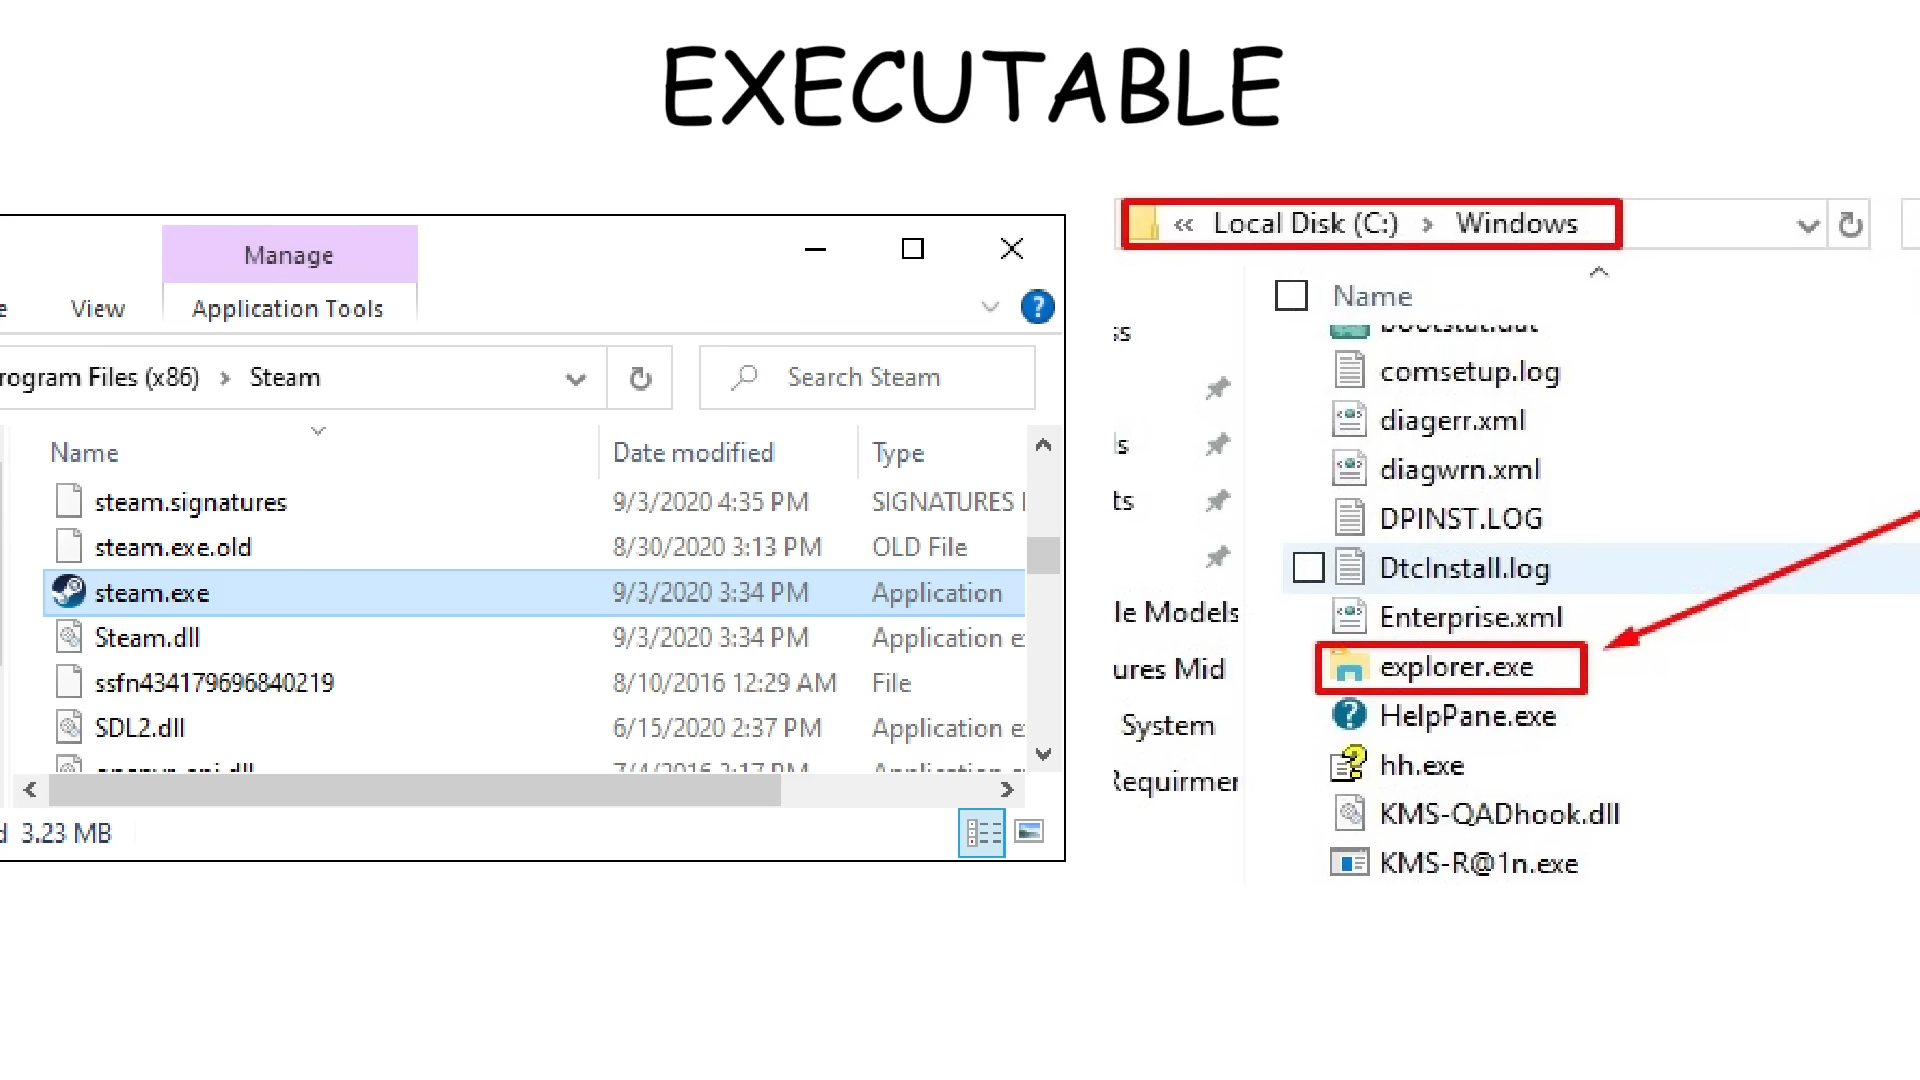 EXECUTABLE
Manage
View
Application Tools
rogram Files (x86) › Steam
Search Steam
Name Date modified Type
steam.signatures 9/3/2020 4:35 PM SIGNATURES
steam.exe.old 8/30/2020 3:13 PM OLD File
steam.exe 9/3/2020 3:34 PM Application
Steam.dll 9/3/2020 3:34 PM Application e
ssfn434179696840219 8/10/2016 12:29 AM File
SDL2.dll 6/15/2020 2:37 PM Application e
3.23 MB
« Local Disk (C:) › Windows
Name
comsetup.log
diagerr.xml
diagwrn.xml
DPINST.LOG
DtcInstall.log
Enterprise.xml
explorer.exe
HelpPane.exe
hh.exe
KMS-QADhook.dll
KMS-R@1n.exe
ts
le Models
ures Mid
System
Requirmer